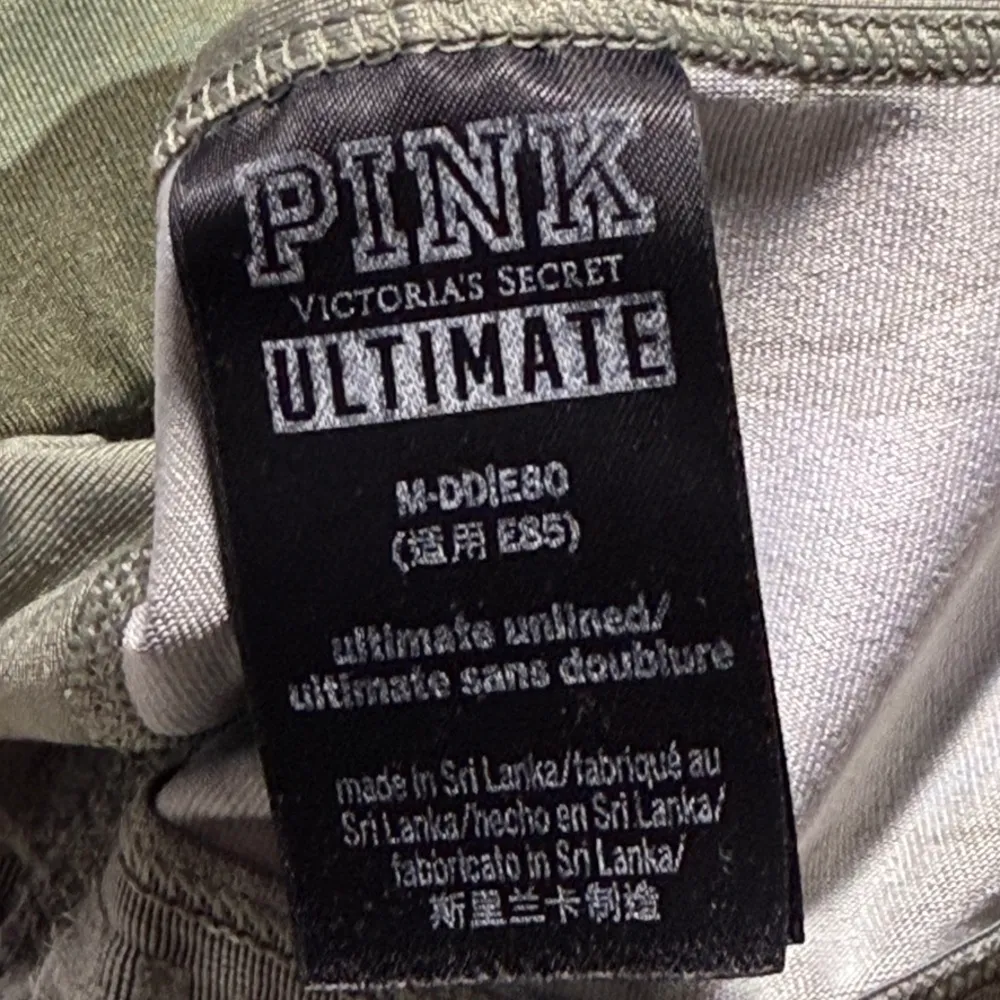 PINK
VICTORIA'S SECRET
ULTIMATE
M-DD|E80
(适用 E85)
ultimate unlined/
ultimate sans doublure
made in Sri Lanka/fabriqué au
Sri Lanka/hecho en Sri Lanka/
fabbricato in Sri Lanka/
斯里兰卡制造